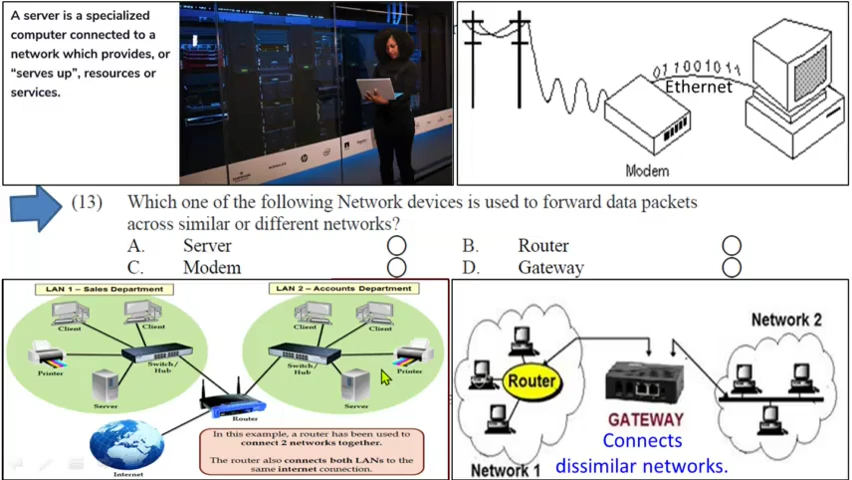 A server is a specialized
computer connected to a
network which provides, or
“serves up”, resources or
services.
011001011
Ethernet
Modem
(13) Which one of the following Network devices is used to forward data packets
across similar or different networks?
A. Server B. Router
C. Modem D. Gateway
LAN 1 – Sales Department
LAN 2 – Accounts Department
Client
Client
Client
Client
Printer
Switch/
Hub
Switch/
Hub
Printer
Server
Server
Router
Internet
In this example, a router has been used to
connect 2 networks together.
The router also connects both LANs to the
same internet connection.
Network 2
Router
GATEWAY
Connects
dissimilar networks.
Network 1